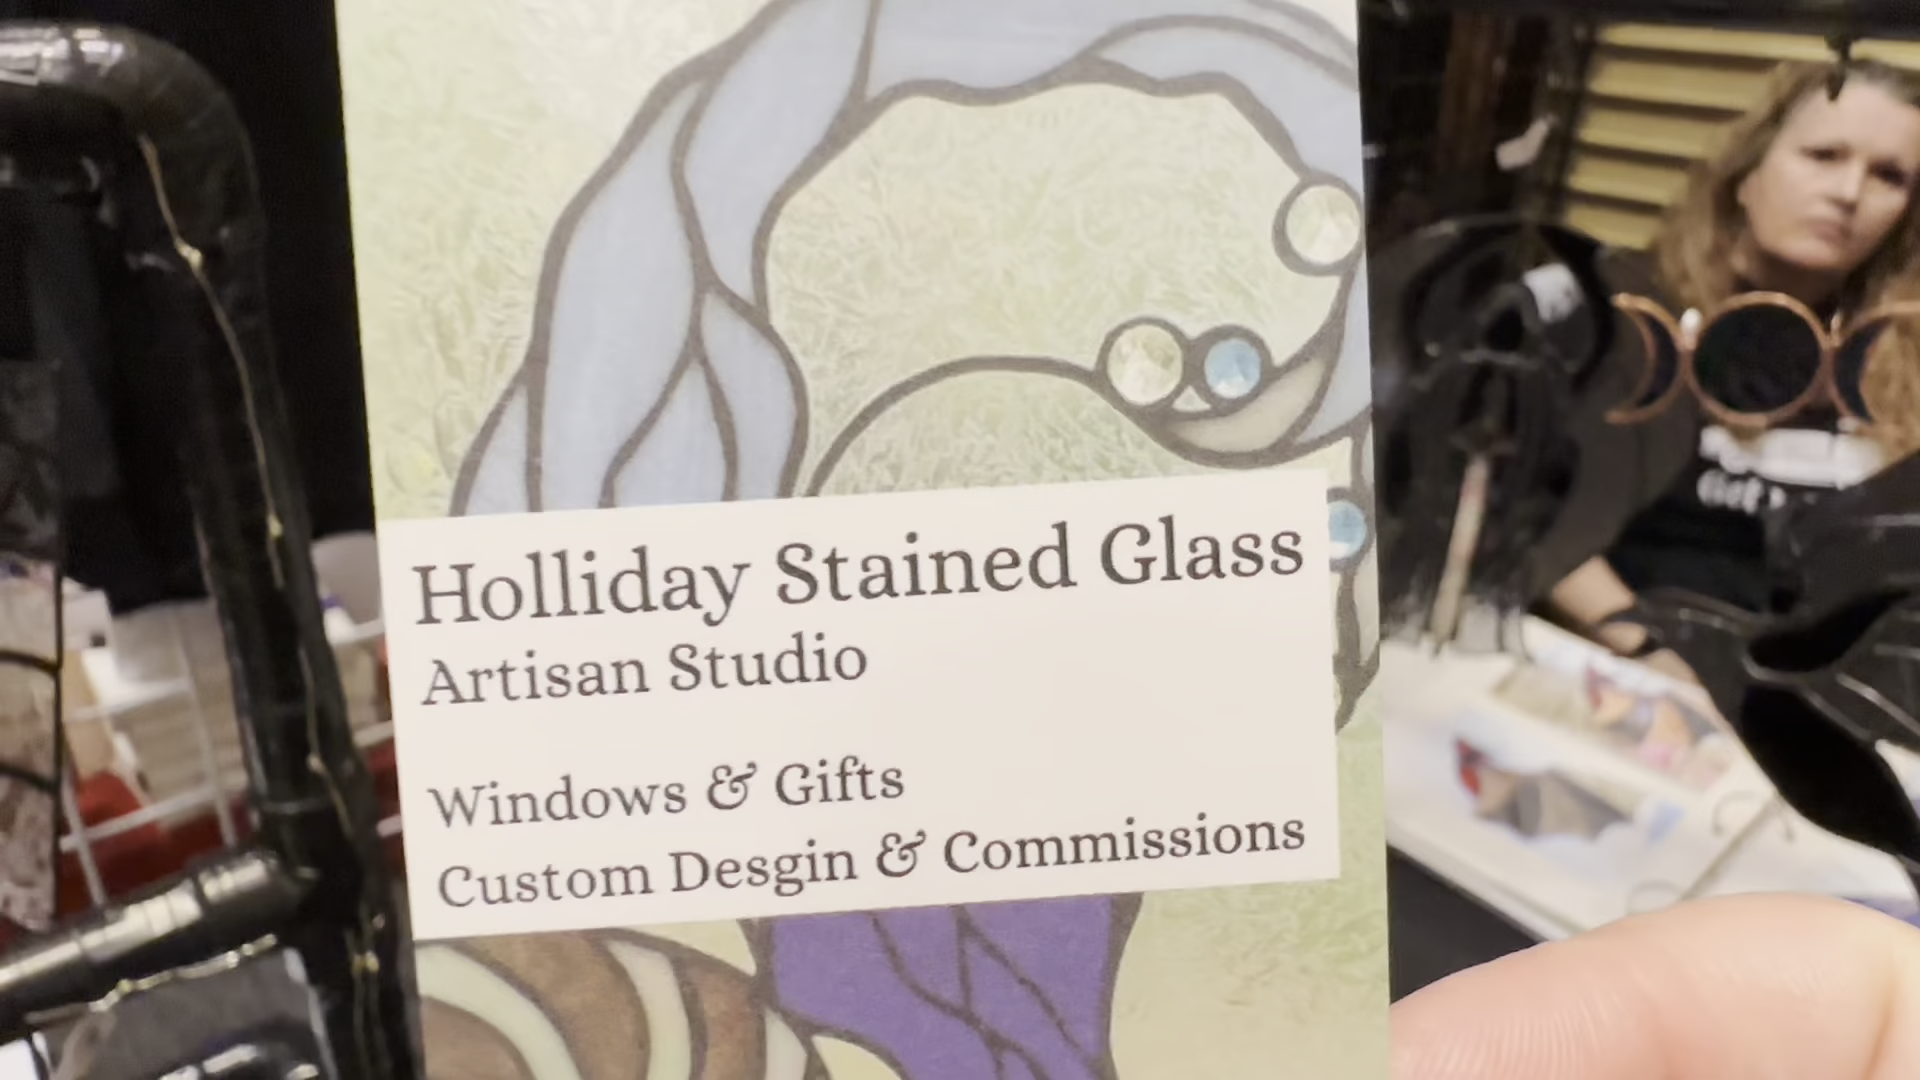 Holliday Stained Glass
Artisan Studio
Windows & Gifts
Custom Desgin & Commissions